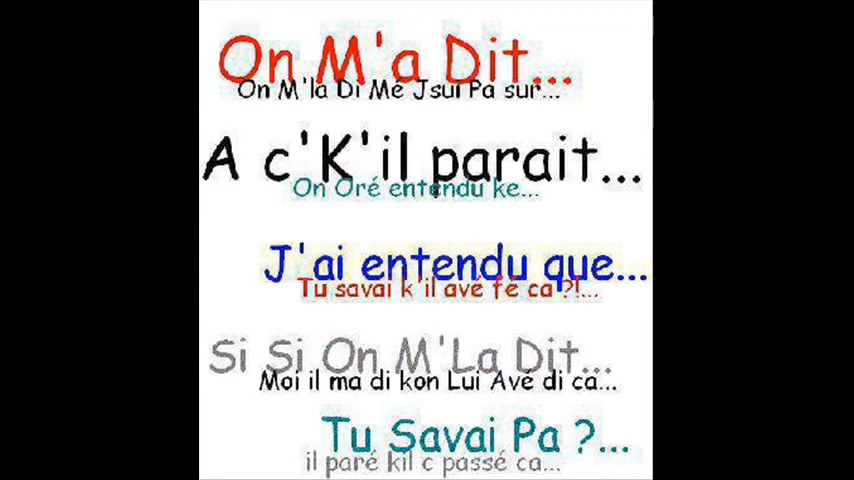 On M'a Dit...
On M'la Di Mé Jsui Pa sur...
A c'K'il parait...
On Oré entendu ke...
J'ai entendu que...
Tu savai k'il avé fé ca ?!...
Si Si On M'La Dit...
Moi il ma di kon Lui Avé di ca...
Tu Savai Pa ?...
il paré kil c passé ca...